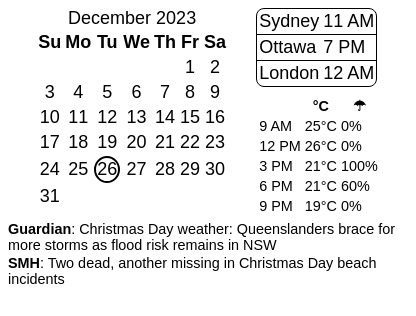 December 2023
Su Mo Tu We Th Fr Sa
1 2
3 4 5 6 7 8 9
10 11 12 13 14 15 16
17 18 19 20 21 22 23
24 25 26 27 28 29 30
31
Sydney 11 AM
Ottawa 7 PM
London 12 AM
°C ☂
9 AM 25°C 0%
12 PM 26°C 0%
3 PM 21°C 100%
6 PM 21°C 60%
9 PM 19°C 0%
Guardian: Christmas Day weather: Queenslanders brace for
more storms as flood risk remains in NSW
SMH: Two dead, another missing in Christmas Day beach
incidents